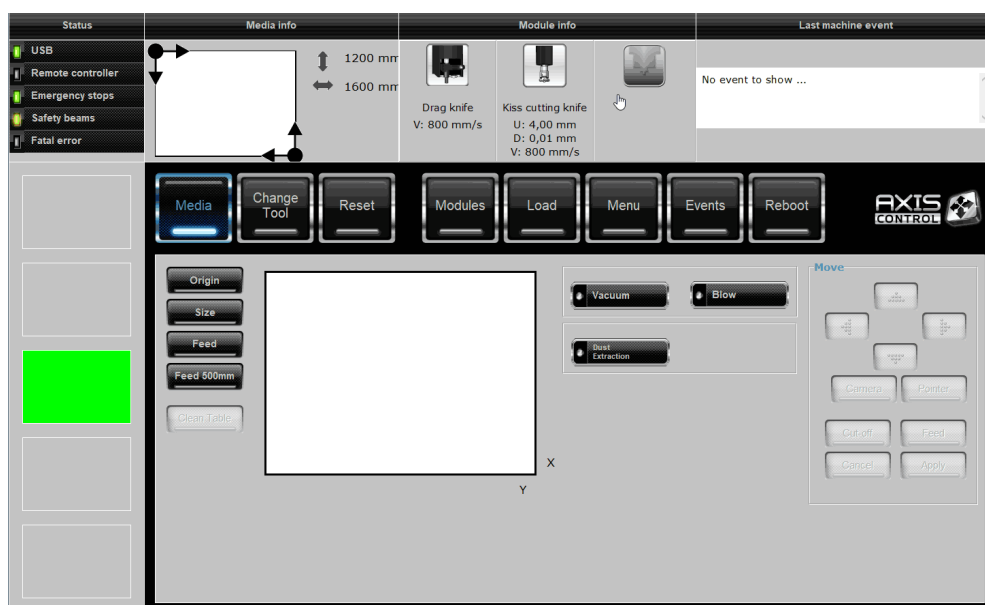 Status
Media info
Module info
Last machine event
USB
Remote controller
Emergency stops
Safety beams
Fatal error
1200 mm
1600 mm
Drag knife
V: 800 mm/s
Kiss cutting knife
U: 4,00 mm
D: 0,01 mm
V: 800 mm/s
No event to show ...
Media
Change
Tool
Reset
Modules
Load
Menu
Events
Reboot
AXIS
CONTROL
Origin
Size
Feed
Feed 500mm
Clean Table
X
Y
Vacuum
Blow
Dust
Extraction
Move
Camera
Pointer
Cut off
Feed
Cancel
Apply